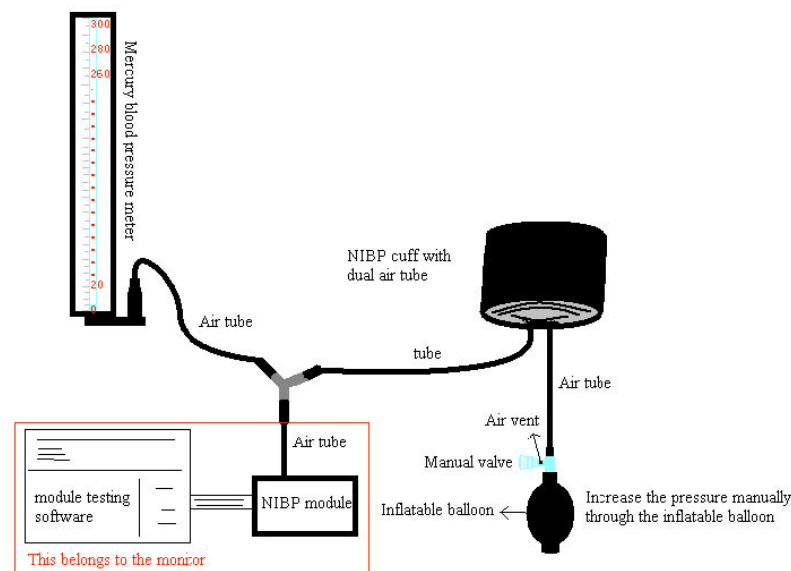 300
280
260
20
0
Mercury blood pressure meter
NIBP cuff with
dual air tube
Air tube
tube
Air tube
Air vent
Air tube
Manual valve
module testing
software
NIBP module
Inflatable balloon
Increase the pressure manually
through the inflatable balloon
This belongs to the monitor